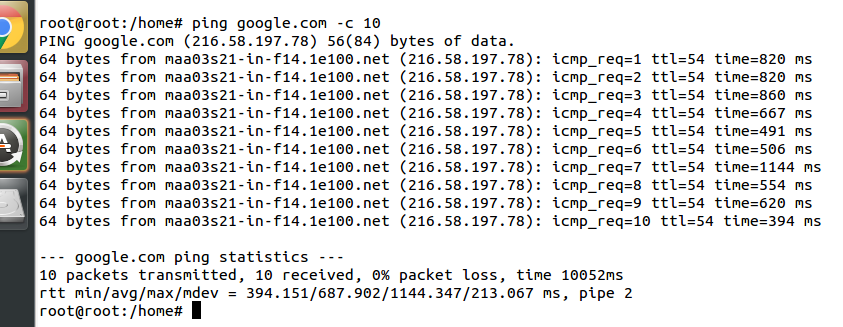 root@root:/home# ping google.com -c 10
PING google.com (216.58.197.78) 56(84) bytes of data.
64 bytes from maa03s21-in-f14.1e100.net (216.58.197.78): icmp_req=1 ttl=54 time=820 ms
64 bytes from maa03s21-in-f14.1e100.net (216.58.197.78): icmp_req=2 ttl=54 time=820 ms
64 bytes from maa03s21-in-f14.1e100.net (216.58.197.78): icmp_req=3 ttl=54 time=860 ms
64 bytes from maa03s21-in-f14.1e100.net (216.58.197.78): icmp_req=4 ttl=54 time=667 ms
64 bytes from maa03s21-in-f14.1e100.net (216.58.197.78): icmp_req=5 ttl=54 time=491 ms
64 bytes from maa03s21-in-f14.1e100.net (216.58.197.78): icmp_req=6 ttl=54 time=506 ms
64 bytes from maa03s21-in-f14.1e100.net (216.58.197.78): icmp_req=7 ttl=54 time=1144 ms
64 bytes from maa03s21-in-f14.1e100.net (216.58.197.78): icmp_req=8 ttl=54 time=554 ms
64 bytes from maa03s21-in-f14.1e100.net (216.58.197.78): icmp_req=9 ttl=54 time=620 ms
64 bytes from maa03s21-in-f14.1e100.net (216.58.197.78): icmp_req=10 ttl=54 time=394 ms
--- google.com ping statistics ---
10 packets transmitted, 10 received, 0% packet loss, time 10052ms
rtt min/avg/max/mdev = 394.151/687.902/1144.347/213.067 ms, pipe 2
root@root:/home#